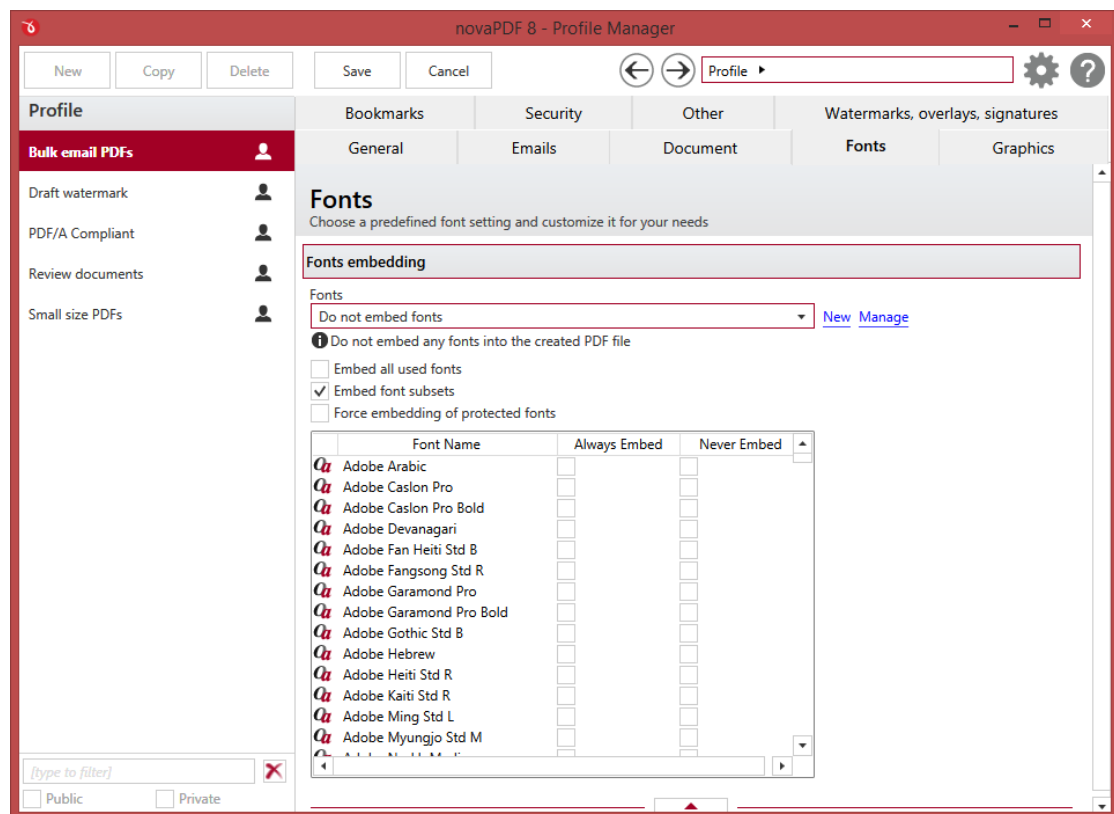 novaPDF 8 - Profile Manager
New Copy Delete Save Cancel Profile
Profile
Bulk email PDFs
Draft watermark
PDF/A Compliant
Review documents
Small size PDFs
[type to filter]
Public Private
Bookmarks Security Other Watermarks, overlays, signatures
General Emails Document Fonts Graphics
Fonts
Choose a predefined font setting and customize it for your needs
Fonts embedding
Fonts
Do not embed fonts New Manage
Do not embed any fonts into the created PDF file
Embed all used fonts
Embed font subsets
Force embedding of protected fonts
Font Name Always Embed Never Embed
Adobe Arabic
Adobe Caslon Pro
Adobe Caslon Pro Bold
Adobe Devanagari
Adobe Fan Heiti Std B
Adobe Fangsong Std R
Adobe Garamond Pro
Adobe Garamond Pro Bold
Adobe Gothic Std B
Adobe Hebrew
Adobe Heiti Std R
Adobe Kaiti Std R
Adobe Ming Std L
Adobe Myungjo Std M